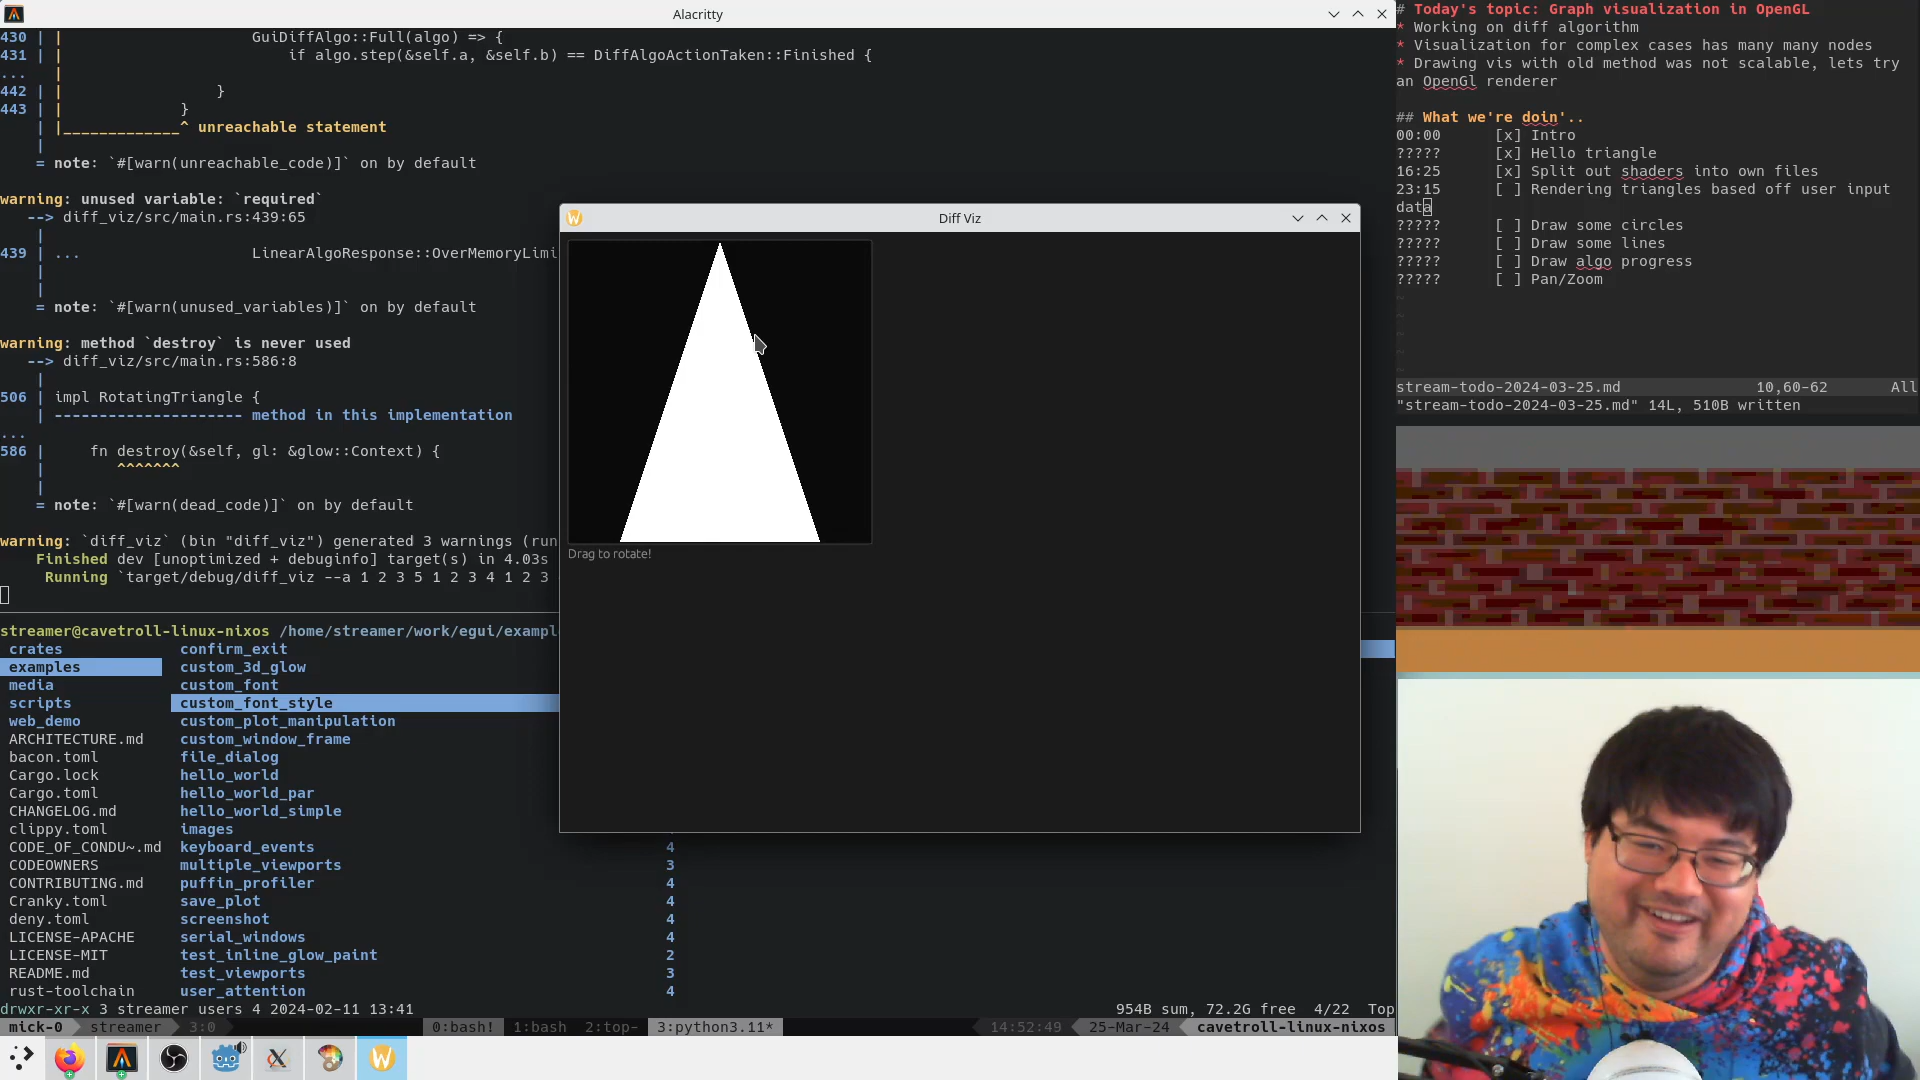 Alacritty
430 | |                     GuiDiffAlgo::Full(algo) => {
431 | |                         if algo.step(&self.a, &self.b) == DiffAlgoActionTaken::Finished {
...   |
442 | |                 }
443 | |             }
    | |_____________^ unreachable statement
    |
    = note: `#[warn(unreachable_code)]` on by default
warning: unused variable: `required`
   --> diff_viz/src/main.rs:439:65
    |
439 | ...                     LinearAlgoResponse::OverMemoryLimi
    |
    |
    = note: `#[warn(unused_variables)]` on by default
warning: method `destroy` is never used
   --> diff_viz/src/main.rs:586:8
    |
506 | impl RotatingTriangle {
    | --------------------- method in this implementation
...
586 |     fn destroy(&self, gl: &glow::Context) {
    |        ^^^^^^^
    |
    = note: `#[warn(dead_code)]` on by default
warning: `diff_viz` (bin "diff_viz") generated 3 warnings (run
    Finished dev [unoptimized + debuginfo] target(s) in 4.03s
     Running `target/debug/diff_viz --a 1 2 3 5 1 2 3 4 1 2 3
Diff Viz
Drag to rotate!
streamer@cavetroll-linux-nixos /home/streamer/work/egui/exampl
crates confirm_exit
examples custom_3d_glow
media custom_font
scripts custom_font_style
web_demo custom_plot_manipulation
ARCHITECTURE.md custom_window_frame
bacon.toml file_dialog
Cargo.lock hello_world
Cargo.toml hello_world_par
CHANGELOG.md hello_world_simple
clippy.toml images
CODE_OF_CONDU~.md keyboard_events 4
CODEOWNERS multiple_viewports 3
CONTRIBUTING.md puffin_profiler 4
Cranky.toml save_plot 4
deny.toml screenshot 4
LICENSE-APACHE serial_windows 4
LICENSE-MIT test_inline_glow_paint 2
README.md test_viewports 3
rust-toolchain user_attention 4
drwxr-xr-x 3 streamer users 4 2024-02-11 13:41 954B sum, 72.2G free 4/22 Top
mick-0 streamer 3:0 0:bash! 1:bash 2:top- 3:python3.11* 14:52:49 25-Mar-24 cavetroll-linux-nixos
# Today's topic: Graph visualization in OpenGL
* Working on diff algorithm
* Visualization for complex cases has many many nodes
* Drawing vis with old method was not scalable, lets try
an OpenGl renderer
## What we're doin'..
00:00 [x] Intro
????? [x] Hello triangle
16:25 [x] Split out shaders into own files
23:15 [ ] Rendering triangles based off user input
data
????? [ ] Draw some circles
????? [ ] Draw some lines
????? [ ] Draw algo progress
????? [ ] Pan/Zoom
~
~
~
~
stream-todo-2024-03-25.md 10,60-62 All
"stream-todo-2024-03-25.md" 14L, 510B written